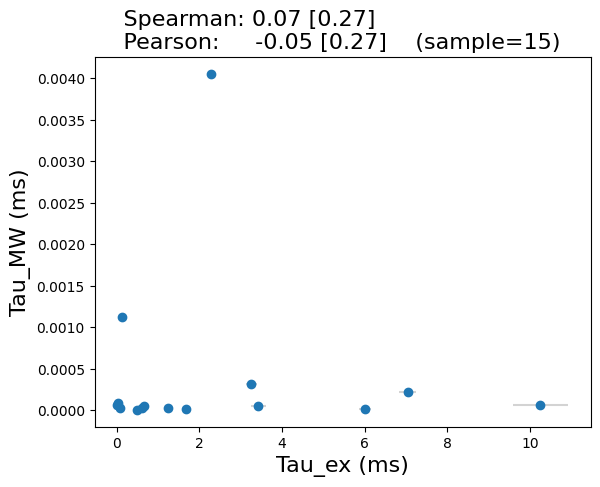 Spearman: 0.07 [0.27]
Pearson: -0.05 [0.27] (sample=15)
0.0040
0.0035
0.0030
0.0025
0.0020
0.0015
0.0010
0.0005
0.0000
Tau_MW (ms)
0 2 4 6 8 10
Tau_ex (ms)